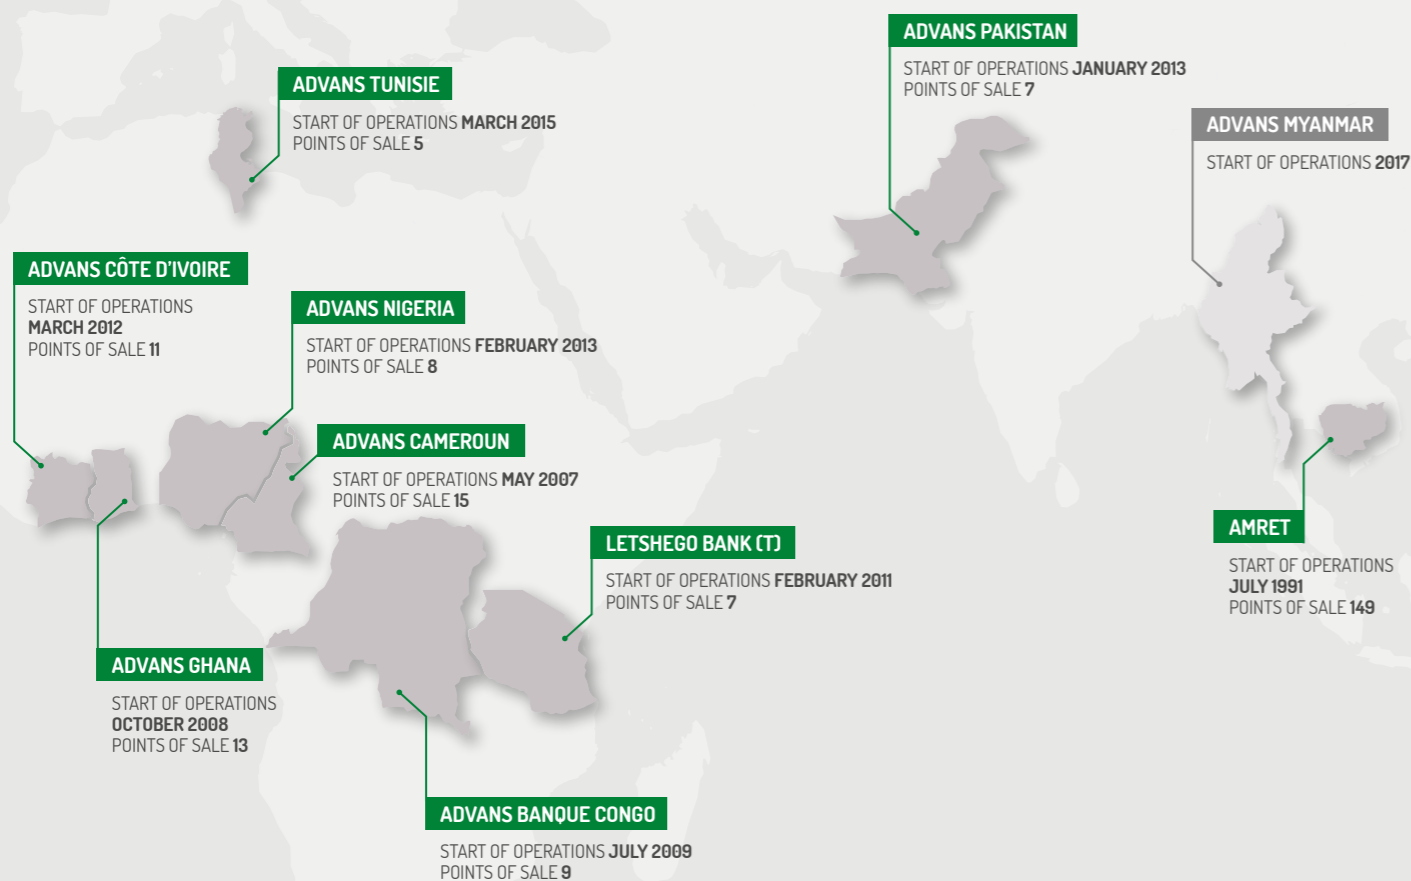 ADVANS PAKISTAN
START OF OPERATIONS JANUARY 2013
POINTS OF SALE 7
ADVANS TUNISIE
START OF OPERATIONS MARCH 2015
POINTS OF SALE 5
ADVANS MYANMAR
START OF OPERATIONS 2017
ADVANS CÔTE D'IVOIRE
START OF OPERATIONS
MARCH 2012
POINTS OF SALE 11
ADVANS NIGERIA
START OF OPERATIONS FEBRUARY 2013
POINTS OF SALE 8
ADVANS CAMEROUN
START OF OPERATIONS MAY 2007
POINTS OF SALE 15
LETSHEGO BANK (T)
START OF OPERATIONS FEBRUARY 2011
POINTS OF SALE 7
AMRET
START OF OPERATIONS
JULY 1991
POINTS OF SALE 149
ADVANS GHANA
START OF OPERATIONS
OCTOBER 2008
POINTS OF SALE 13
ADVANS BANQUE CONGO
START OF OPERATIONS JULY 2009
POINTS OF SALE 9